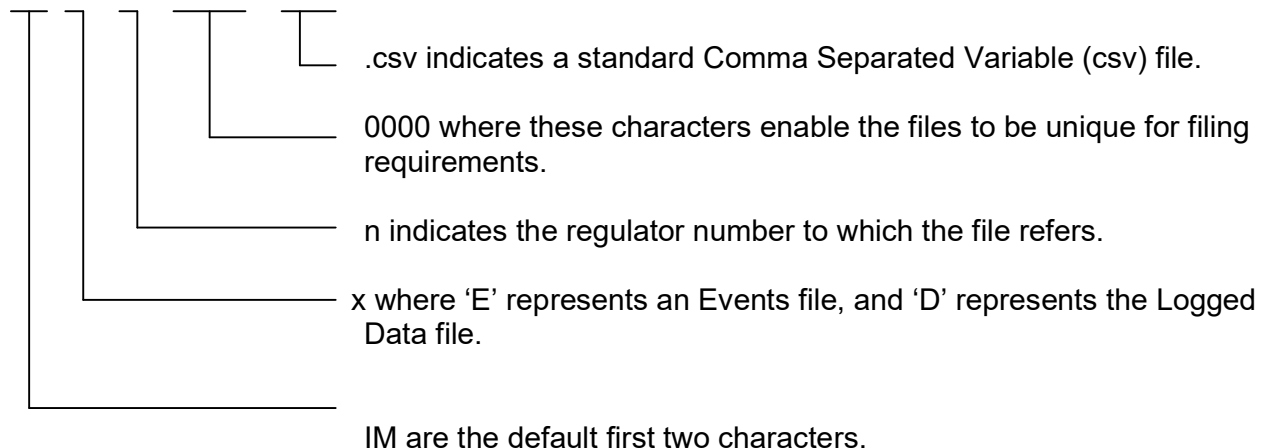 .csv indicates a standard Comma Separated Variable (csv) file.
0000 where these characters enable the files to be unique for filing
requirements.
n indicates the regulator number to which the file refers.
x where ‘E’ represents an Events file, and ‘D’ represents the Logged
Data file.
IM are the default first two characters.